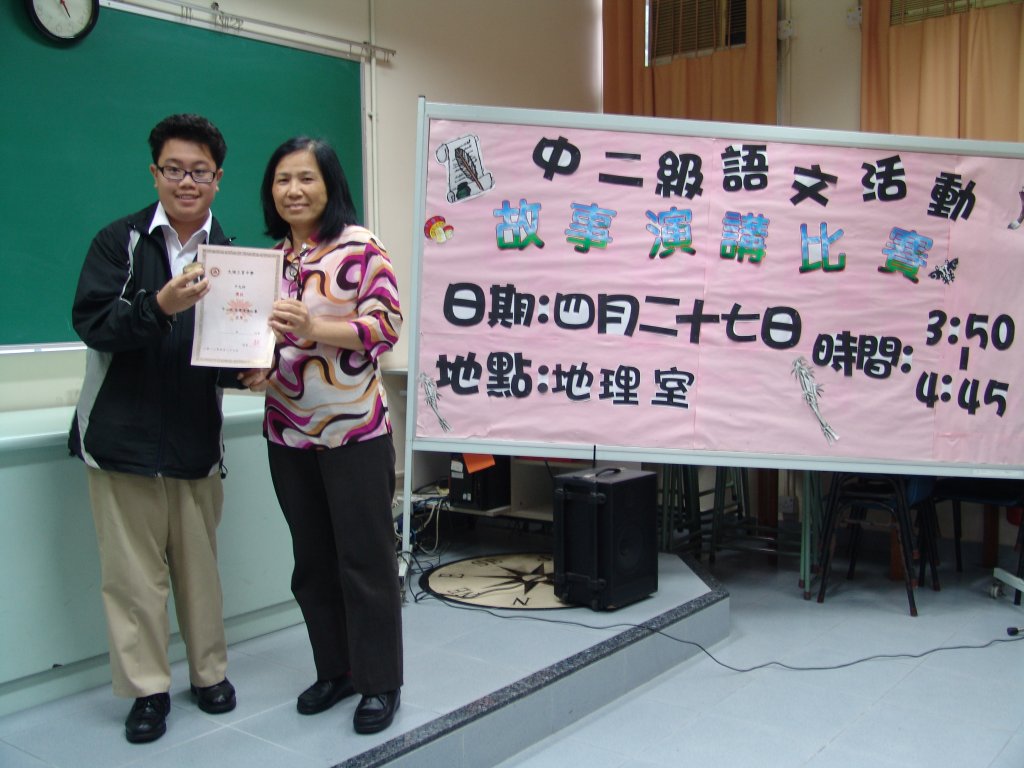 中二級語文活動
故事演講比賽
日期:四月二十七日
時間:3:50
|
4:45
地點:地理室
N